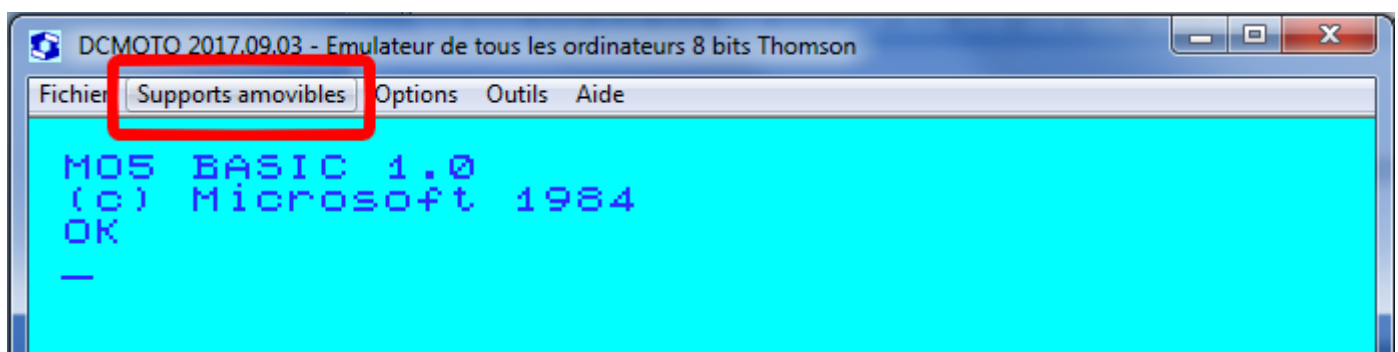 DCMOTO 2017.09.03 - Emulateur de tous les ordinateurs 8 bits Thomson
Fichier Supports amovibles Options Outils Aide
MO5 BASIC 1.0
(c) Microsoft 1984
OK